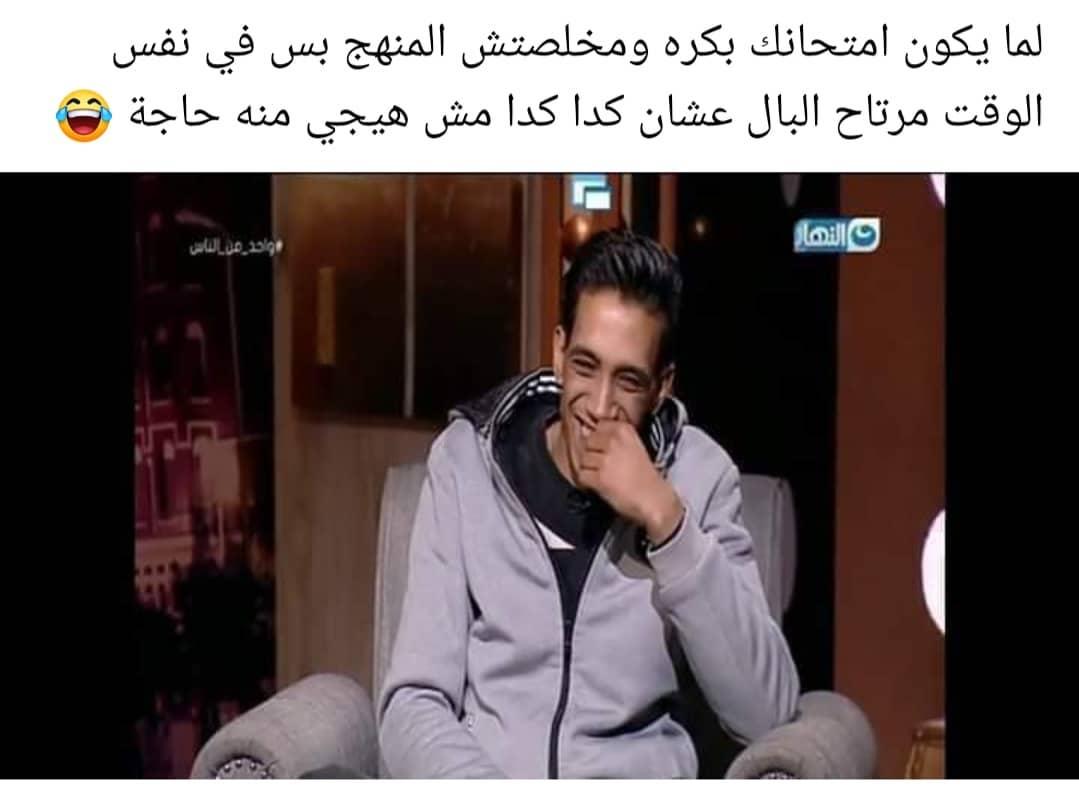 لما يكون امتحانك بكره ومخلصتش المنهج بس في نفس
الوقت مرتاح البال عشان كدا كدا مش هيجي منه حاجة 😂
النهار
#واحد_من_الناس